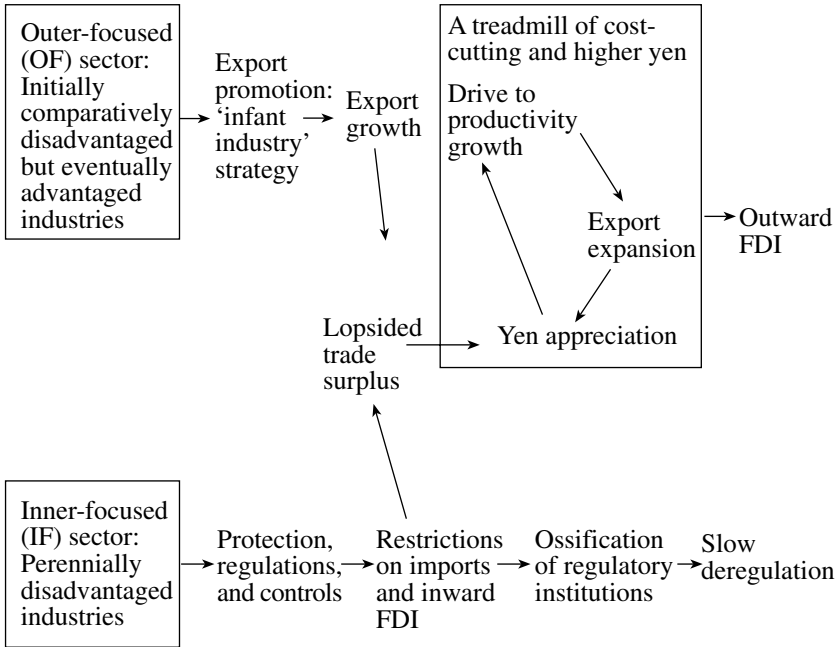 Outer-focused
(OF) sector:
Initially
comparatively
disadvantaged
but eventually
advantaged
industries
Export
promotion:
‘infant
industry’
strategy
Export
growth
A treadmill of cost-
cutting and higher yen
Drive to
productivity
growth
Export
expansion
Yen appreciation
Outward
FDI
Lopsided
trade
surplus
Inner-focused
(IF) sector:
Perennially
disadvantaged
industries
Protection,
regulations,
and controls
Restrictions
on imports
and inward
FDI
Ossification
of regulatory
institutions
Slow
deregulation